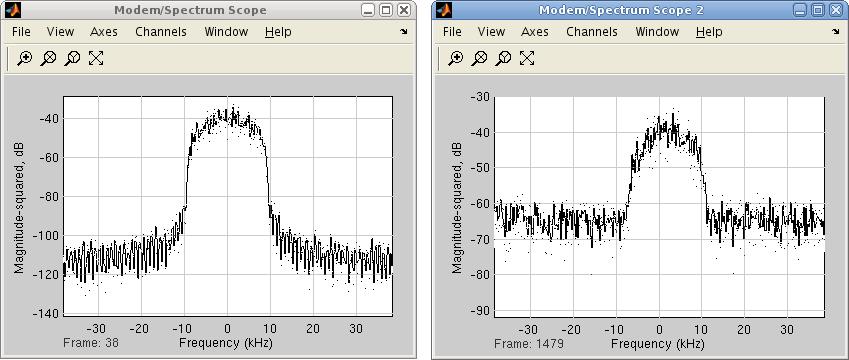 Modem/Spectrum Scope
File View Axes Channels Window Help
Magnitude-squared, dB
-40
-60
-80
-100
-120
-140
-30 -20 -10 0 10 20 30
Frame: 38
Frequency (kHz)
Modem/Spectrum Scope 2
File View Axes Channels Window Help
Magnitude-squared, dB
-30
-40
-50
-60
-70
-80
-90
-30 -20 -10 0 10 20 30
Frame: 1479
Frequency (kHz)